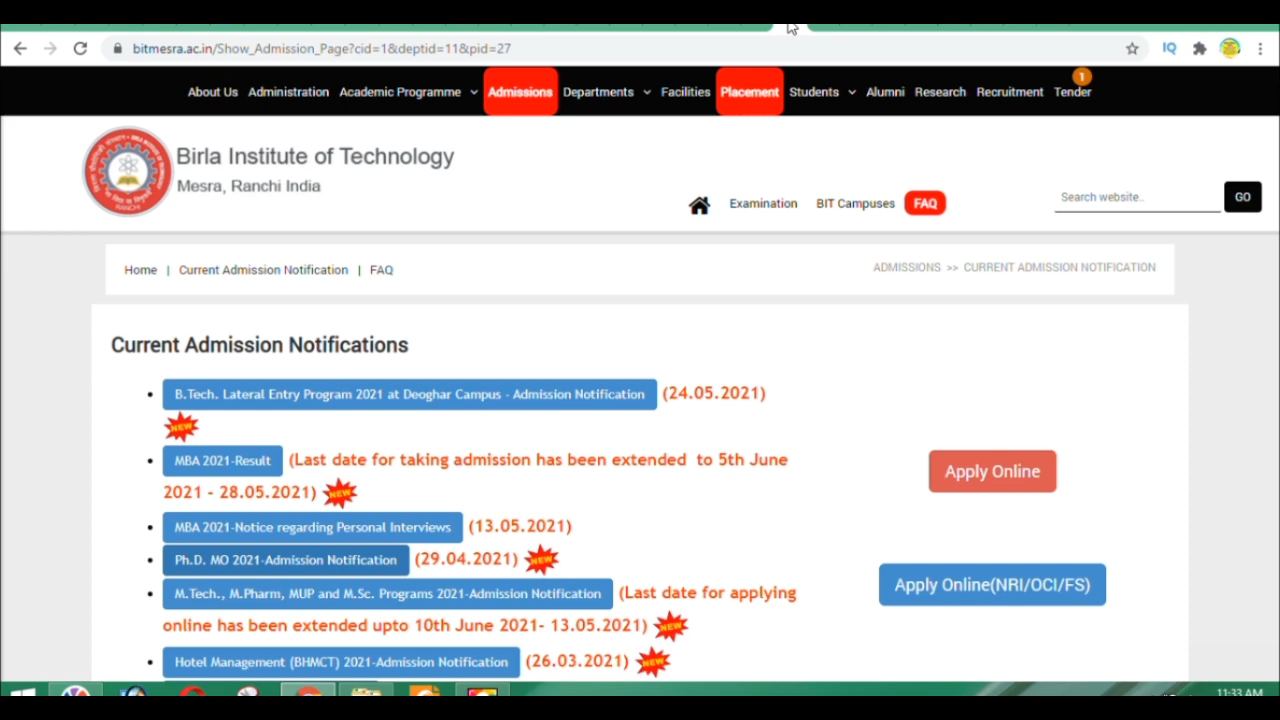 bitmesra.ac.in/Show_Admission_Page?cid=1&deptid=11&pid=27
IQ
About Us Administration Academic Programme Admissions Departments Facilities Placement Students Alumni Research Recruitment Tender
1
Birla Institute of Technology
Mesra, Ranchi India
Examination BIT Campuses FAQ
Search website..
GO
Home | Current Admission Notification | FAQ
ADMISSIONS >> CURRENT ADMISSION NOTIFICATION
Current Admission Notifications
B.Tech. Lateral Entry Program 2021 at Deoghar Campus - Admission Notification (24.05.2021)
NEW
MBA 2021-Result (Last date for taking admission has been extended to 5th June
2021 - 28.05.2021) NEW
MBA 2021-Notice regarding Personal Interviews (13.05.2021)
Ph.D. MO 2021-Admission Notification (29.04.2021) NEW
M.Tech., M.Pharm, MUP and M.Sc. Programs 2021-Admission Notification (Last date for applying
online has been extended upto 10th June 2021- 13.05.2021) NEW
Hotel Management (BHMCT) 2021-Admission Notification (26.03.2021) NEW
Apply Online
Apply Online(NRI/OCI/FS)
11:33 AM